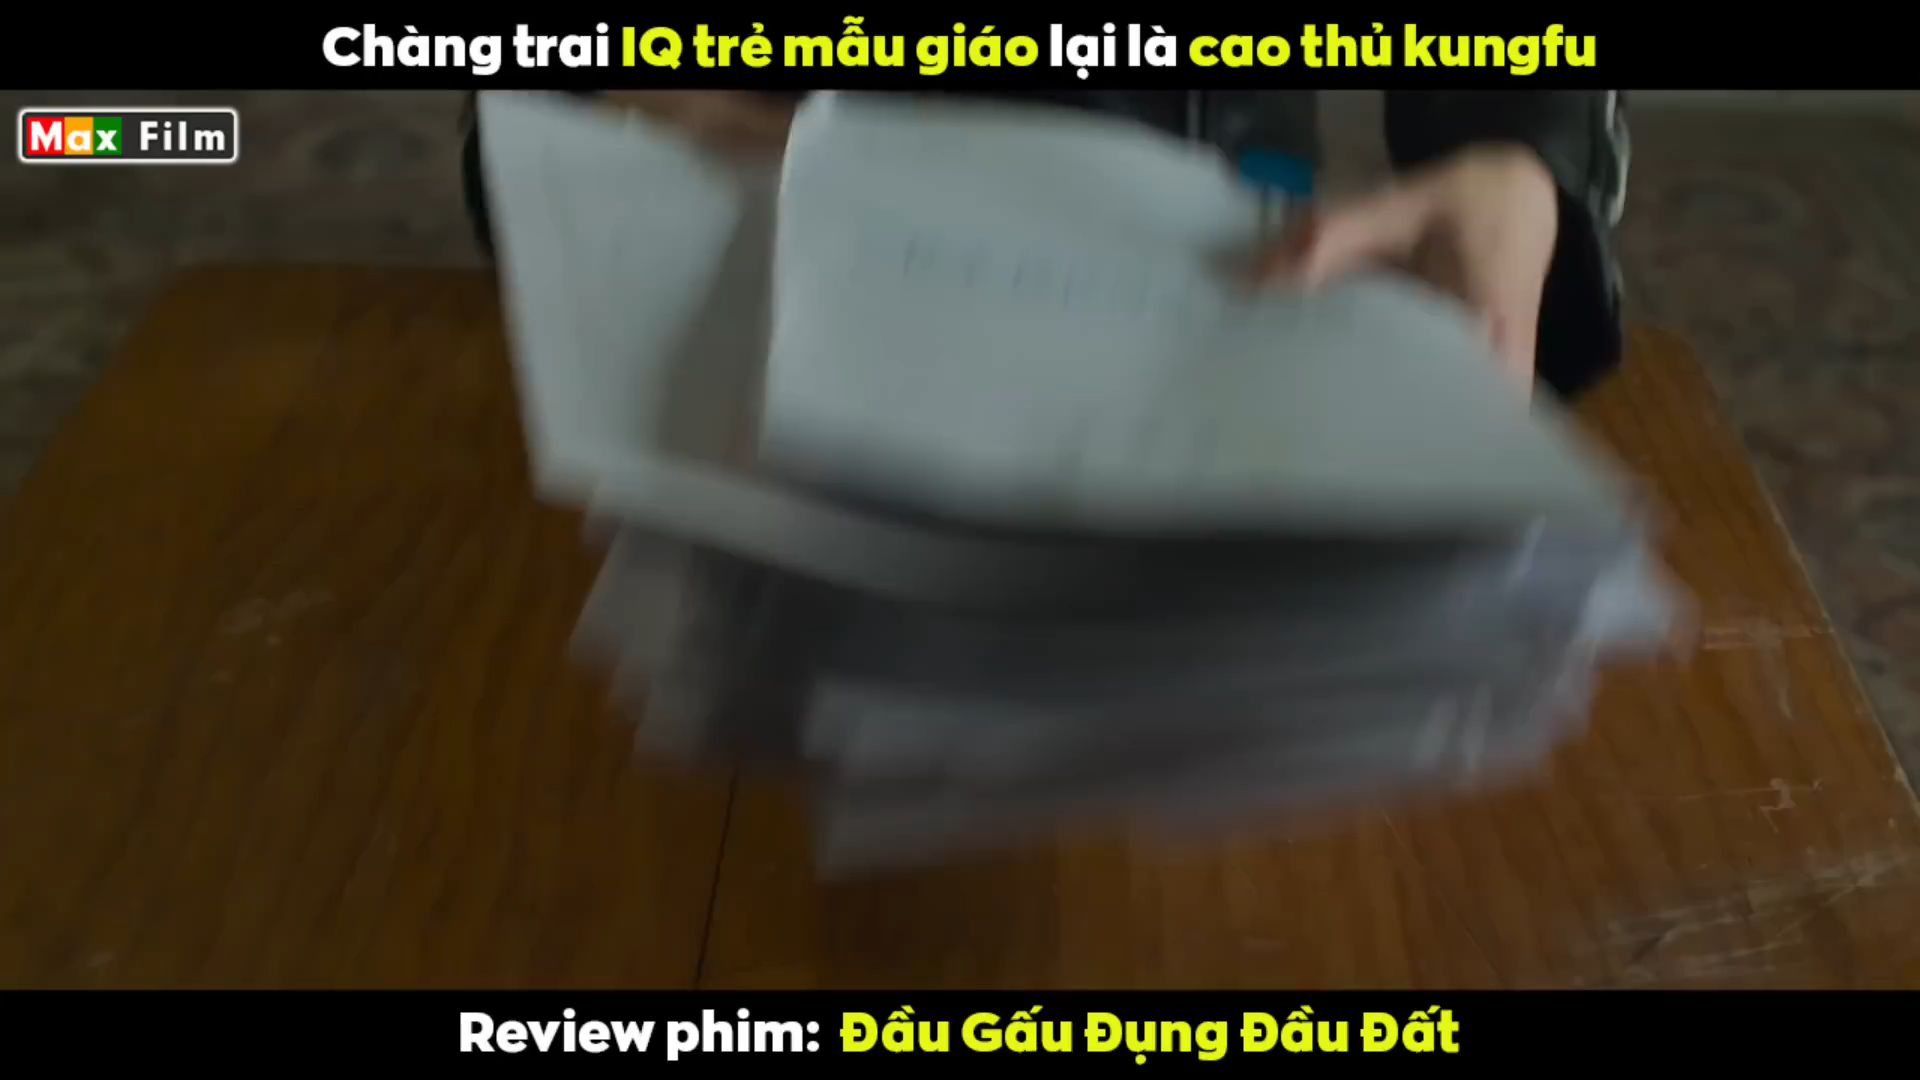 Chàng trai IQ trẻ mẫu giáo lại là cao thủ kungfu
Max Film
Review phim: Đầu Gấu Đụng Đầu Đất